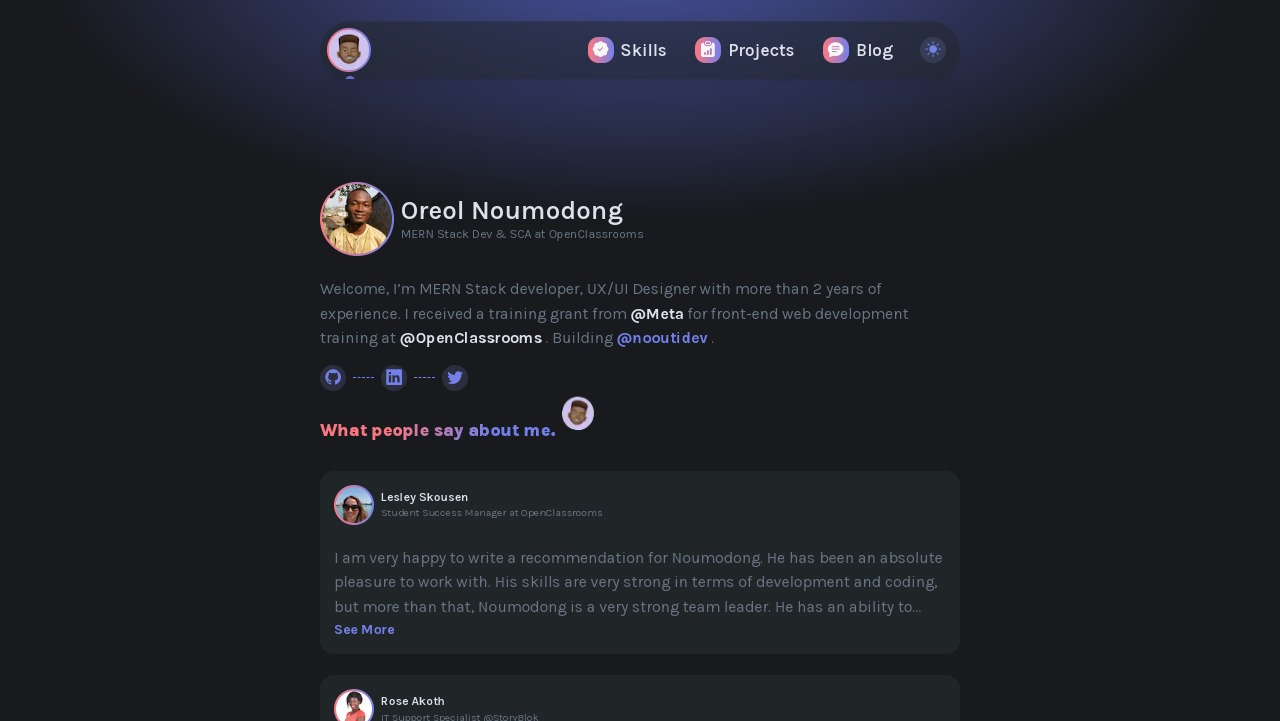 Skills
Projects
Blog
Oreol Noumodong
MERN Stack Dev & SCA at OpenClassrooms
Welcome, I'm MERN Stack developer, UX/UI Designer with more than 2 years of
experience. I received a training grant from @Meta for front-end web development
training at @OpenClassrooms . Building @nooutidev .
What people say about me.
Lesley Skousen
Student Success Manager at OpenClassrooms
I am very happy to write a recommendation for Noumodong. He has been an absolute
pleasure to work with. His skills are very strong in terms of development and coding,
but more than that, Noumodong is a very strong team leader. He has an ability to...
See More
Rose Akoth
IT Support Specialist @StoryBlok